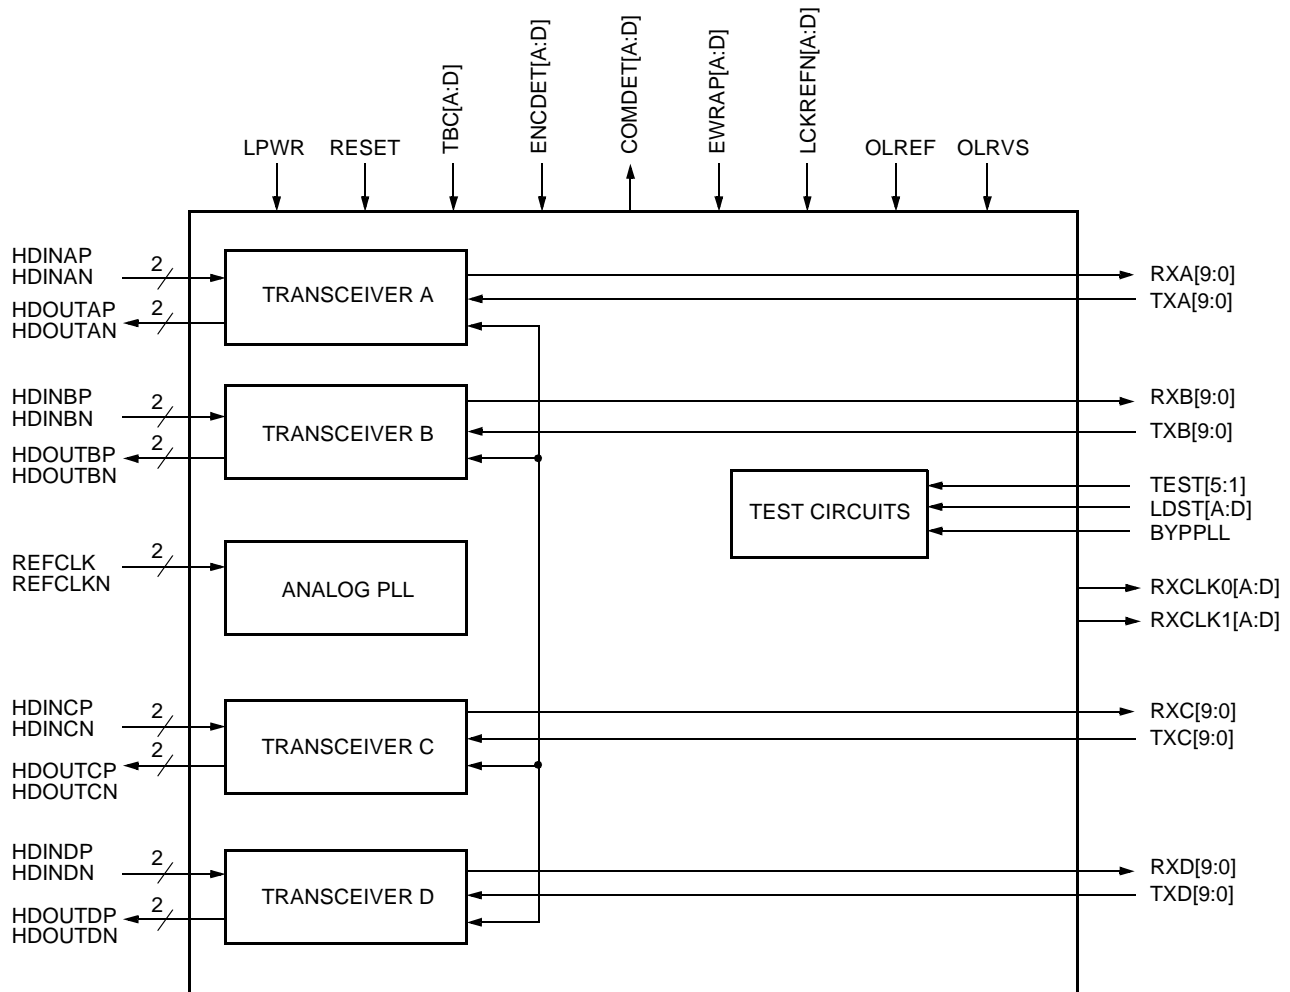 TBC[A:D]
ENCDET[A:D]
COMDET[A:D]
EWRAP[A:D]
LCKREFN[A:D]
LPWR
RESET
OLREF
OLRVS
HDINAP
HDINAN
2
HDOUTAP
HDOUTAN
2
TRANSCEIVER A
RXA[9:0]
TXA[9:0]
HDINBP
HDINBN
2
HDOUTBP
HDOUTBN
2
TRANSCEIVER B
RXB[9:0]
TXB[9:0]
TEST CIRCUITS
TEST[5:1]
LDST[A:D]
BYPPLL
REFCLK
REFCLKN
2
ANALOG PLL
RXCLK0[A:D]
RXCLK1[A:D]
HDINCP
HDINCN
2
HDOUTCP
HDOUTCN
2
TRANSCEIVER C
RXC[9:0]
TXC[9:0]
HDINDP
HDINDN
2
HDOUTDP
HDOUTDN
2
TRANSCEIVER D
RXD[9:0]
TXD[9:0]